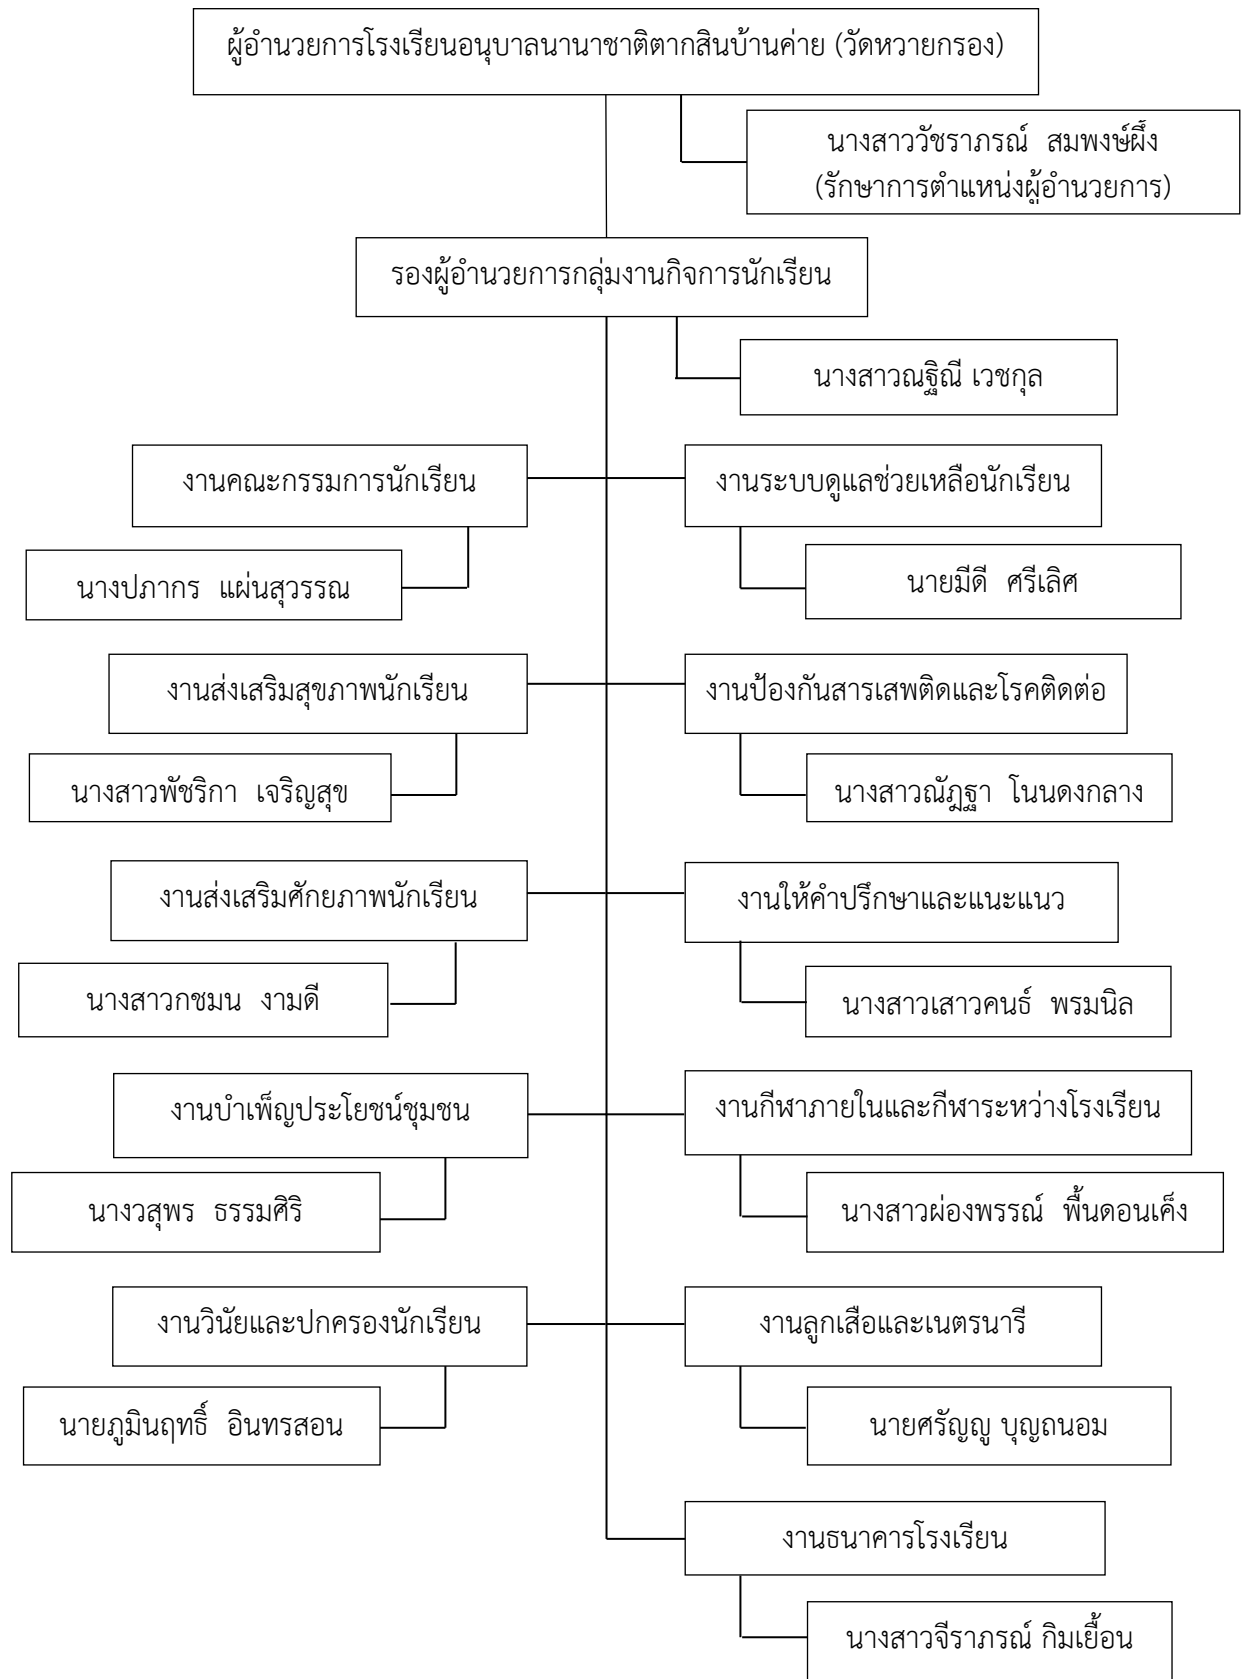 ผู้อำนวยการโรงเรียนอนุบาลนานาชาติตากสินบ้านค่าย (วัดหวายกรอง)
นางสาววัชราภรณ์ สมพงษ์ผึ้ง
(รักษาการตำแหน่งผู้อำนวยการ)
รองผู้อำนวยการกลุ่มงานกิจการนักเรียน
นางสาวณฐิณี เวชกุล
งานคณะกรรมการนักเรียน
งานระบบดูแลช่วยเหลือนักเรียน
นางปภากร แผ่นสุวรรณ
นายมีดี ศรีเลิศ
งานส่งเสริมสุขภาพนักเรียน
งานป้องกันสารเสพติดและโรคติดต่อ
นางสาวพัชริกา เจริญสุข
นางสาวณัฏฐา โนนดงกลาง
งานส่งเสริมศักยภาพนักเรียน
งานให้คำปรึกษาและแนะแนว
นางสาวกชมน งามดี
นางสาวเสาวคนธ์ พรมนิล
งานบำเพ็ญประโยชน์ชุมชน
งานกีฬาภายในและกีฬาระหว่างโรงเรียน
นางวสุพร ธรรมศิริ
นางสาวผ่องพรรณ์ พื้นดอนเค็ง
งานวินัยและปกครองนักเรียน
งานลูกเสือและเนตรนารี
นายภูมินฤทธิ์ อินทรสอน
นายศรัญญู บุญถนอม
งานธนาคารโรงเรียน
นางสาวจีราภรณ์ กิมเยื้อน